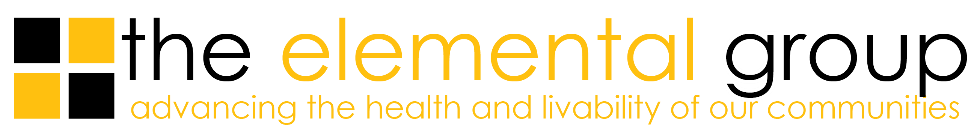 the elemental group
advancing the health and livability of our communities